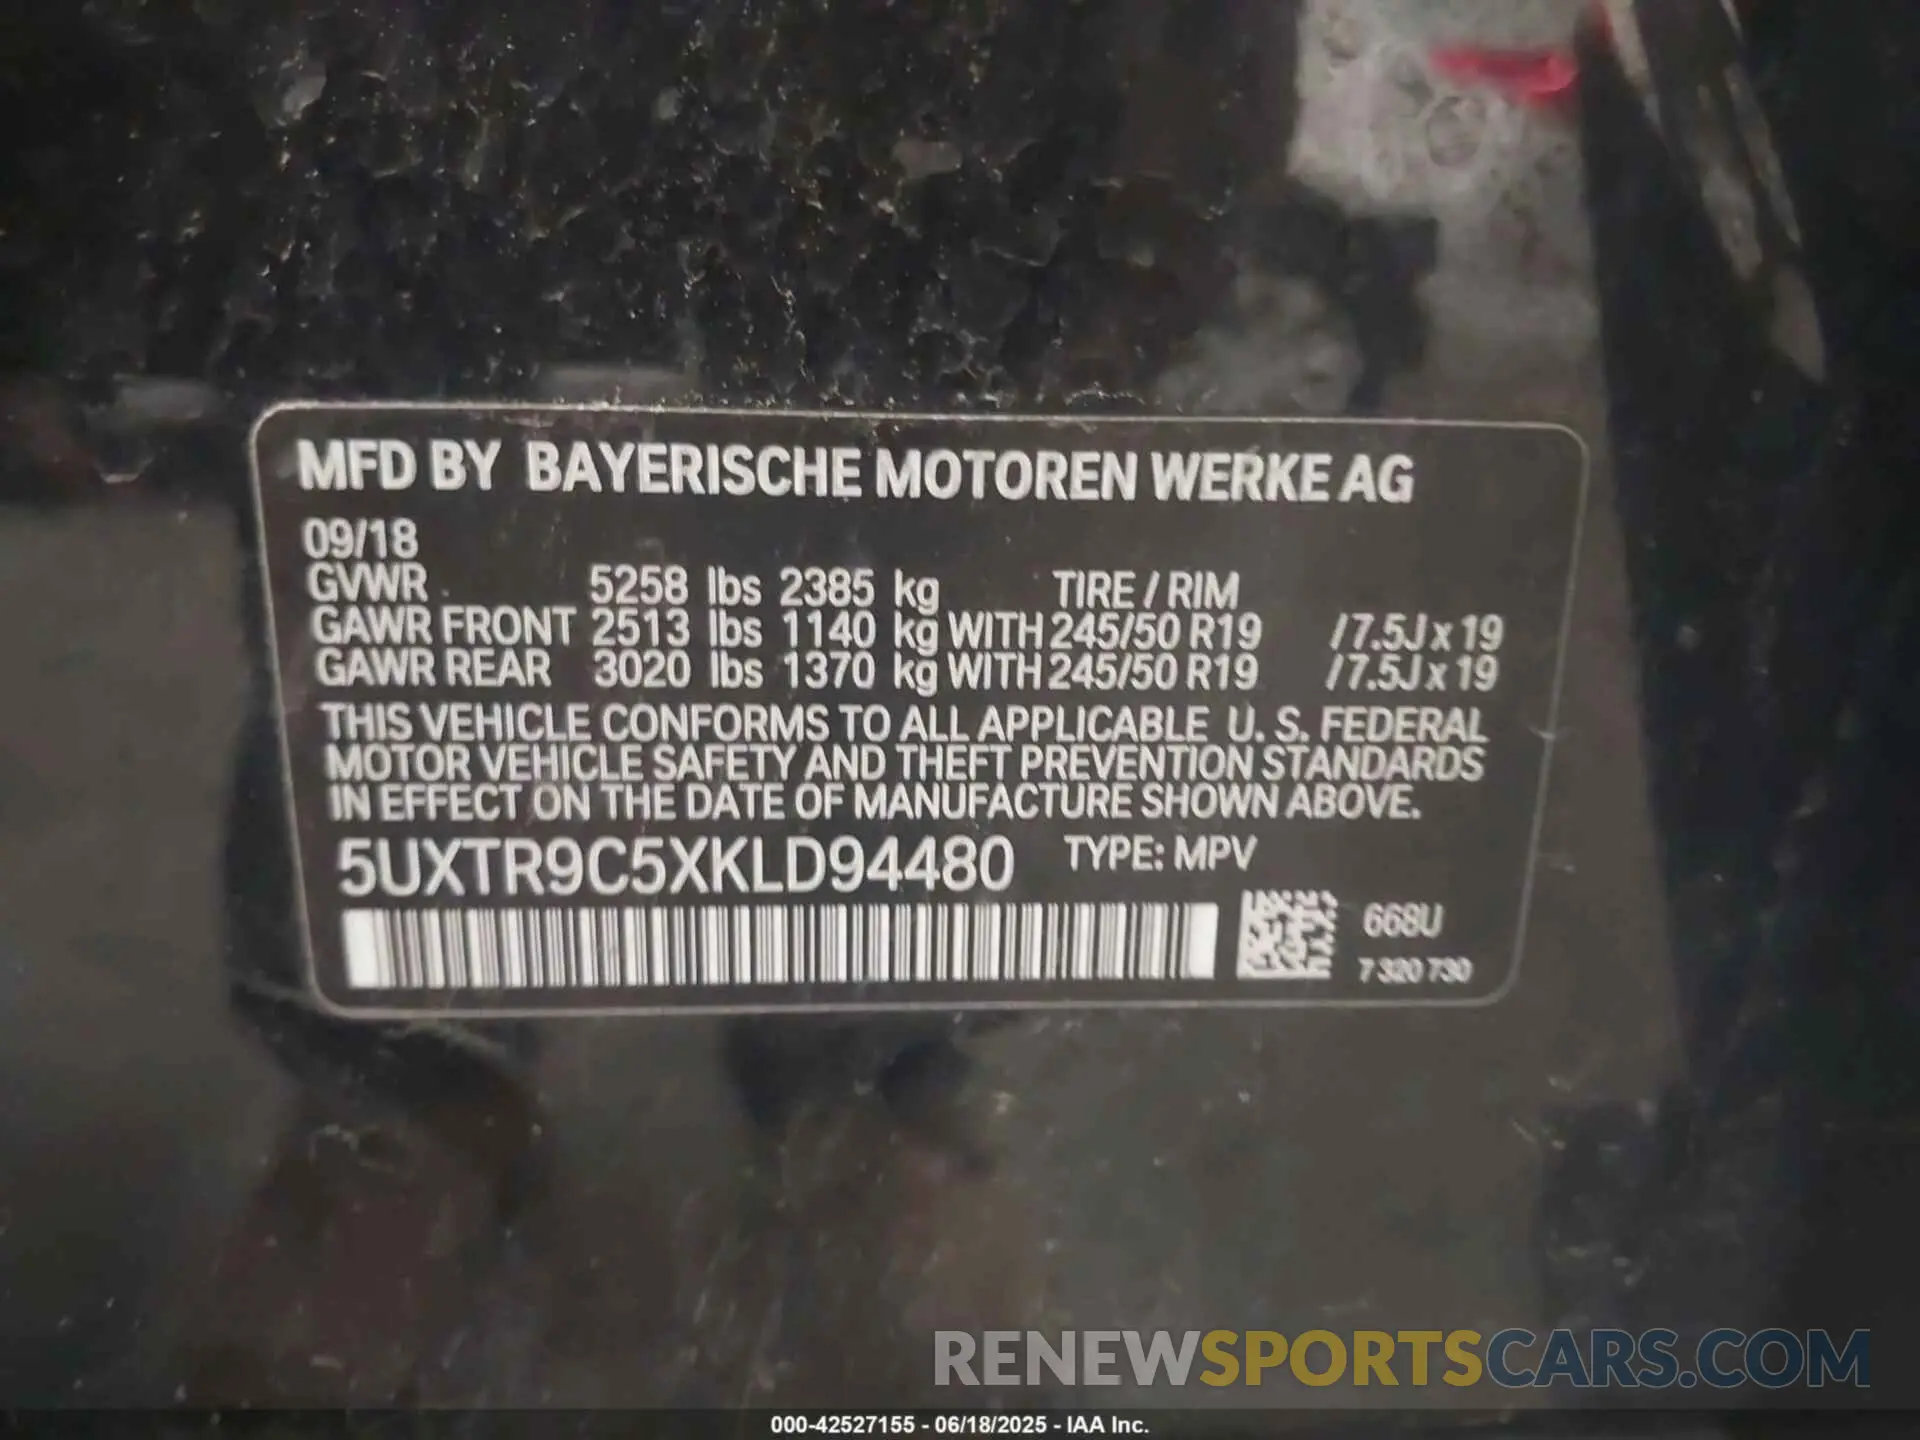 MFD BY BAYERISCHE MOTOREN WERKE AG
09/18
GVWR 5258 lbs 2385 kg TIRE / RIM
GAWR FRONT 2513 lbs 1140 kg WITH 245/50 R19 / 7.5J x 19
GAWR REAR 3020 lbs 1370 kg WITH 245/50 R19 / 7.5J x 19
THIS VEHICLE CONFORMS TO ALL APPLICABLE U. S. FEDERAL
MOTOR VEHICLE SAFETY AND THEFT PREVENTION STANDARDS
IN EFFECT ON THE DATE OF MANUFACTURE SHOWN ABOVE.
5UXTR9C5XKLD94480 TYPE: MPV
668U
7 320 730
RENEWSPORTSCARS.COM
000-42527155 - 06/18/2025 - IAA Inc.